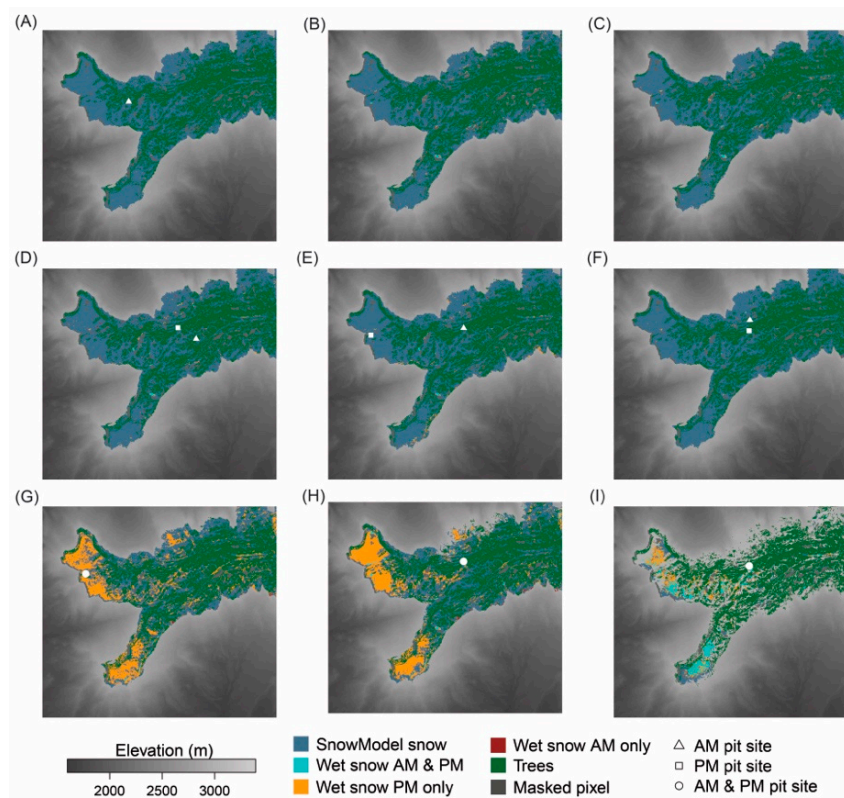 (A)
(B)
(C)
(D)
(E)
(F)
(G)
(H)
(I)
Elevation (m)
2000 2500 3000
SnowModel snow
Wet snow AM & PM
Wet snow PM only
Wet snow AM only
Trees
Masked pixel
AM pit site
PM pit site
AM & PM pit site